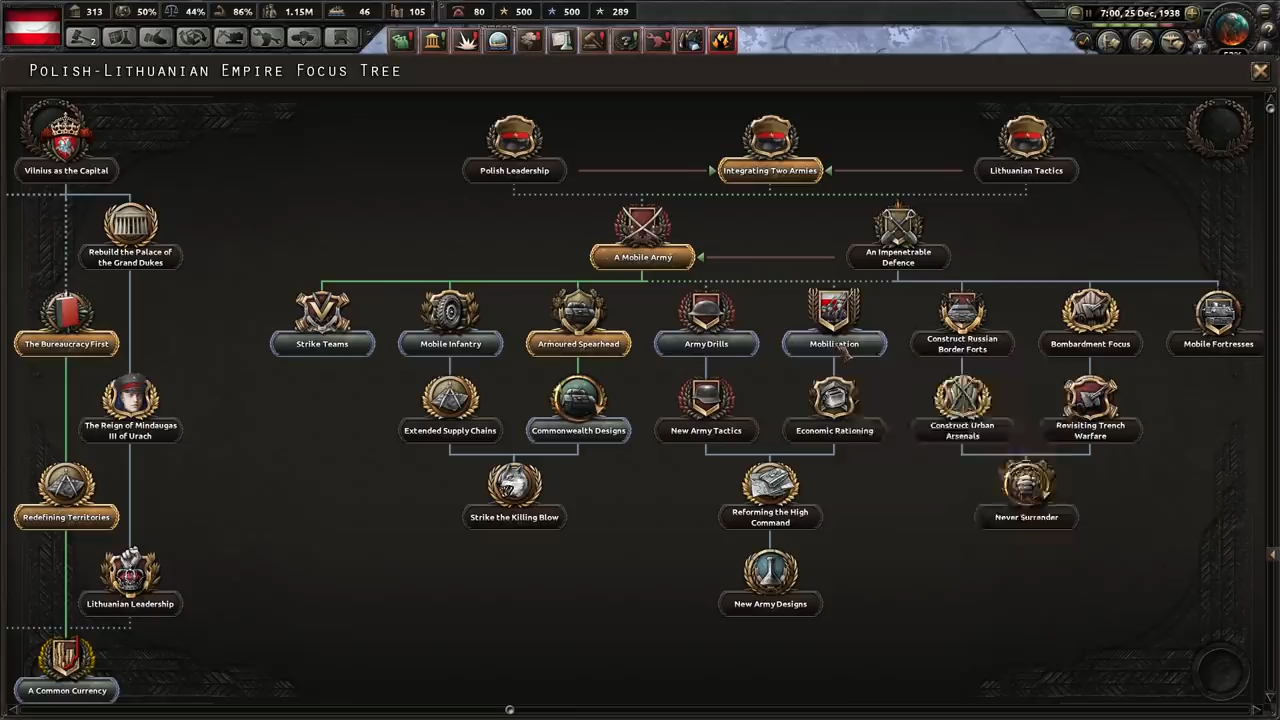 313
50%
44%
86%
1.15M
46
105
80
500
500
289
7:00, 25 Dec, 1938
2
Polish-Lithuanian Empire Focus Tree
Vilnius as the Capital
Polish Leadership
Integrating Two Armies
Lithuanian Tactics
Rebuild the Palace of
the Grand Dukes
A Mobile Army
An Impenetrable
Defence
The Bureaucracy First
Strike Teams
Mobile Infantry
Armoured Spearhead
Army Drills
Mobilization
Construct Russian
Border Forts
Bombardment Focus
Mobile Fortresses
The Reign of Mindaugas
III of Urach
Extended Supply Chains
Commonwealth Designs
New Army Tactics
Economic Rationing
Construct Urban
Arsenals
Revisiting Trench
Warfare
Redefining Territories
Strike the Killing Blow
Reforming the High
Command
Never Surrander
Lithuanian Leadership
New Army Designs
A Common Currency